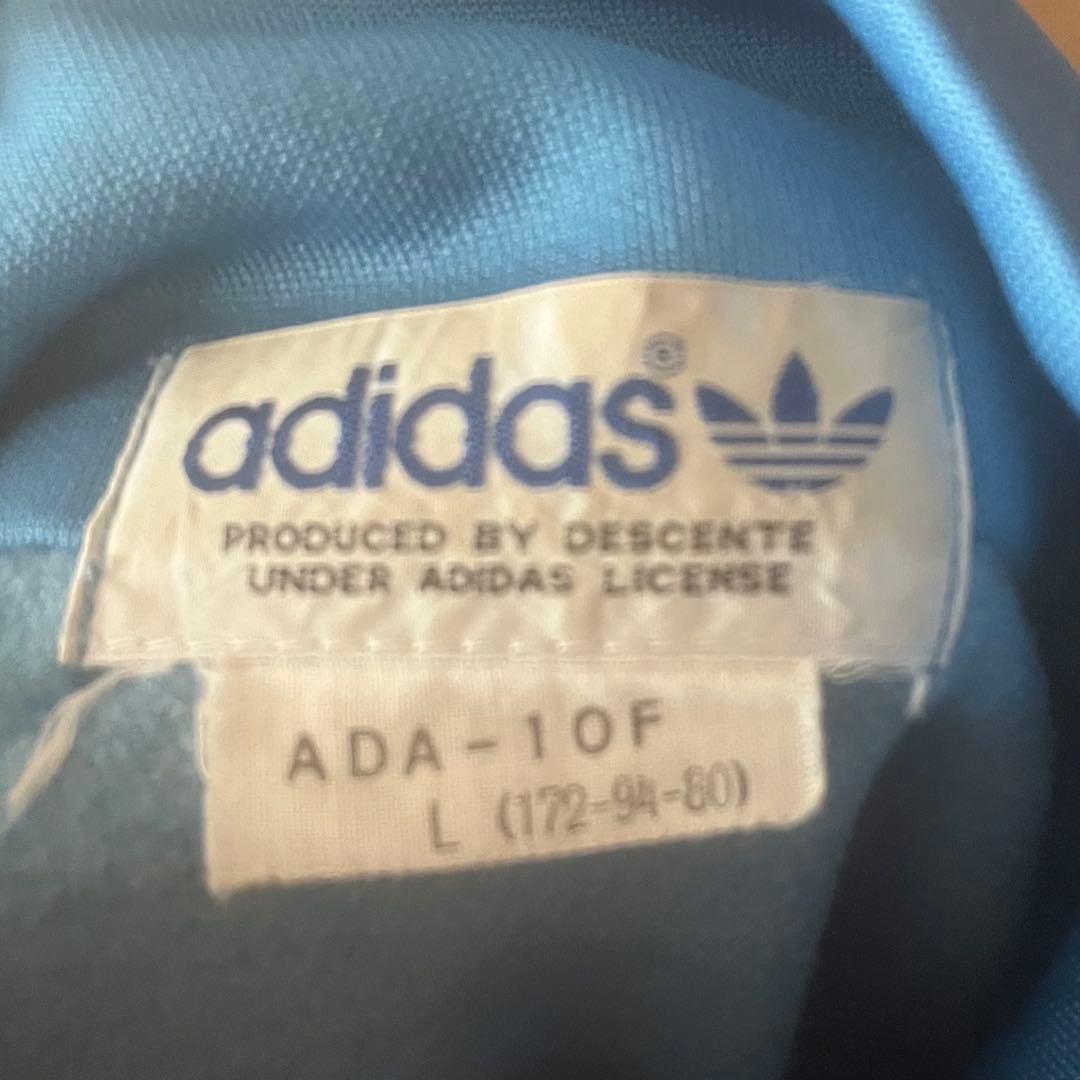 adidas®
PRODUCED BY DESCENTE
UNDER ADIDAS LICENSE
ADA-10F
L (172-94-80)